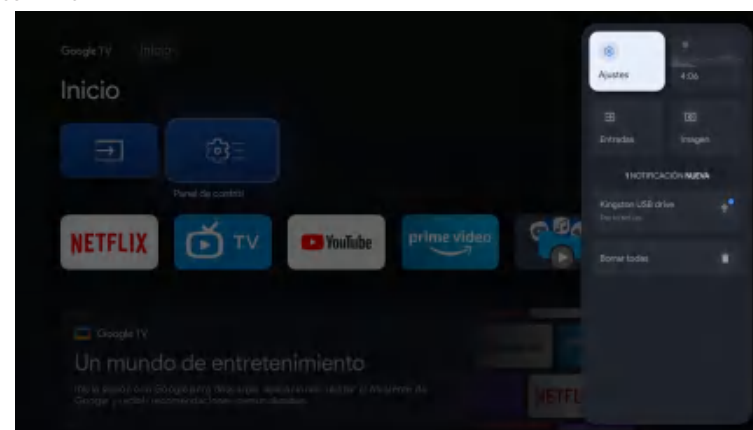 Google TV Inicio
Inicio
Panel de control
NETFLIX
TV
YouTube
prime video
Google TV
Un mundo de entretenimiento
NETFL
Ajustes
4:06
Entradas
Imagen
1 NOTIFICACIÓN NUEVA
Kingston USB drive
Borrar todas